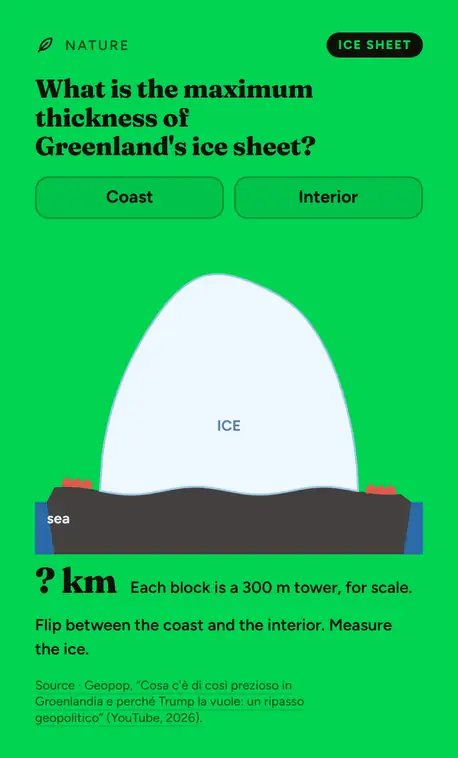 NATURE
ICE SHEET
What is the maximum
thickness of
Greenland's ice sheet?
Coast
Interior
ICE
sea
? km
Each block is a 300 m tower, for scale.
Flip between the coast and the interior. Measure
the ice.
Source · Geopop, “Cosa c'è di così prezioso in
Groenlandia e perché Trump la vuole: un ripasso
geopolitico” (YouTube, 2026).